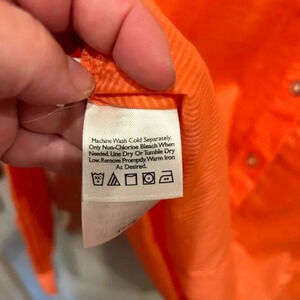 Machine Wash Cold Separately.
Only Non-Chlorine Bleach When
Needed. Line Dry Or Tumble Dry
Low. Remove Promptly. Warm Iron
As Desired.